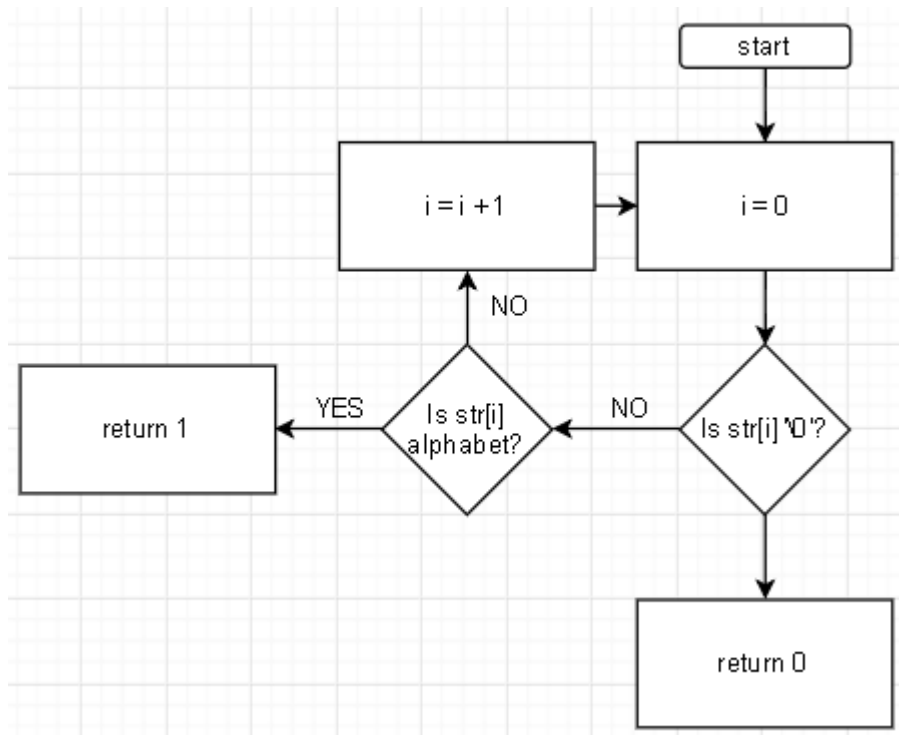 start
i = i +1
i = 0
NO
return 1
YES
Is str[i]
alphabet?
NO
Is str[i] '\0'?
return 0